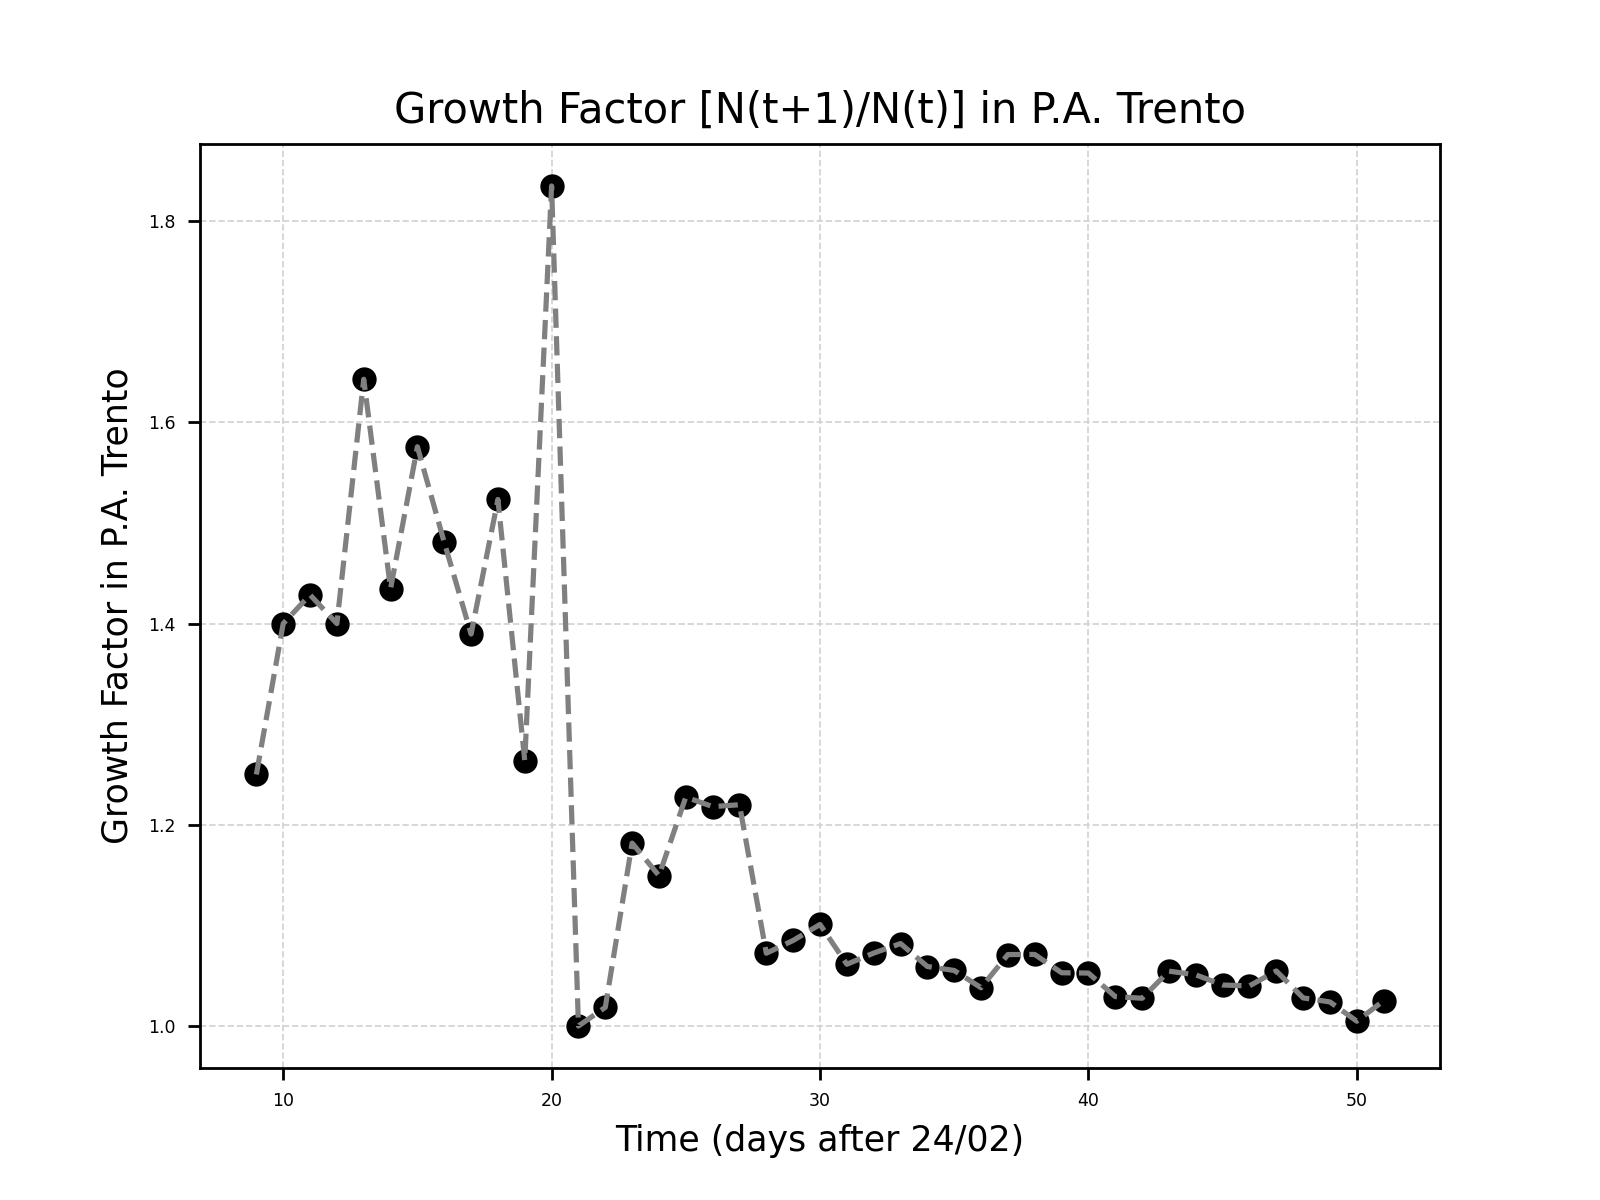 Growth Factor [N(t+1)/N(t)] in P.A. Trento
Growth Factor in P.A. Trento
1.8
1.6
1.4
1.2
1.0
10 20 30 40 50
Time (days after 24/02)